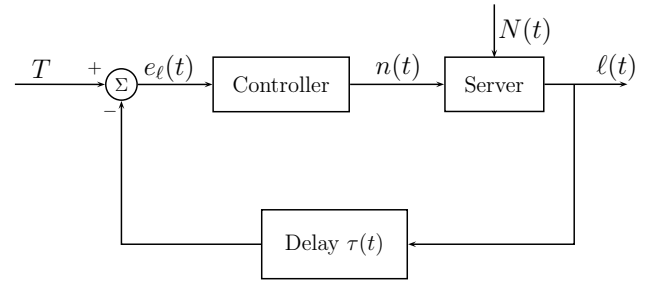 N(t)
T + Σ e_ℓ(t) Controller n(t) Server ℓ(t)
−
Delay τ(t)